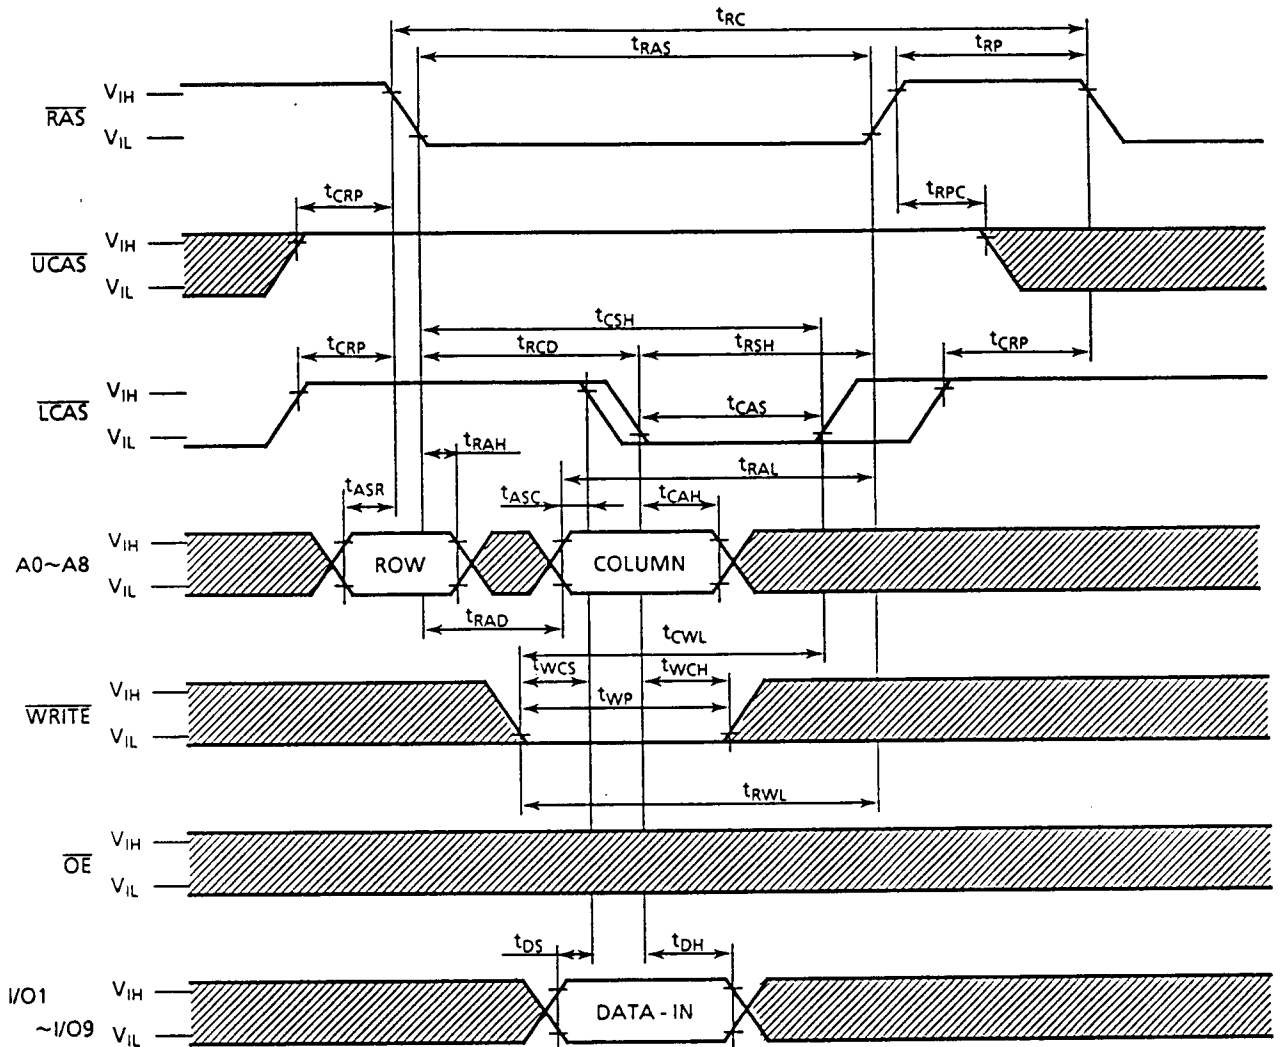 tRC
tRAS
tRP
RAS
VIH
VIL
tCRP
tRPC
UCAS
VIH
VIL
tCSH
tCRP
tRCD
tRSH
tCRP
LCAS
VIH
VIL
tCAS
tRAH
tRAL
tASR
tASC
tCAH
A0~A8
VIH
VIL
ROW
COLUMN
tRAD
tCWL
tWCS
tWCH
WRITE
VIH
VIL
tWP
tRWL
OE
VIH
VIL
tDS
tDH
I/O1
~I/O9
VIH
VIL
DATA - IN